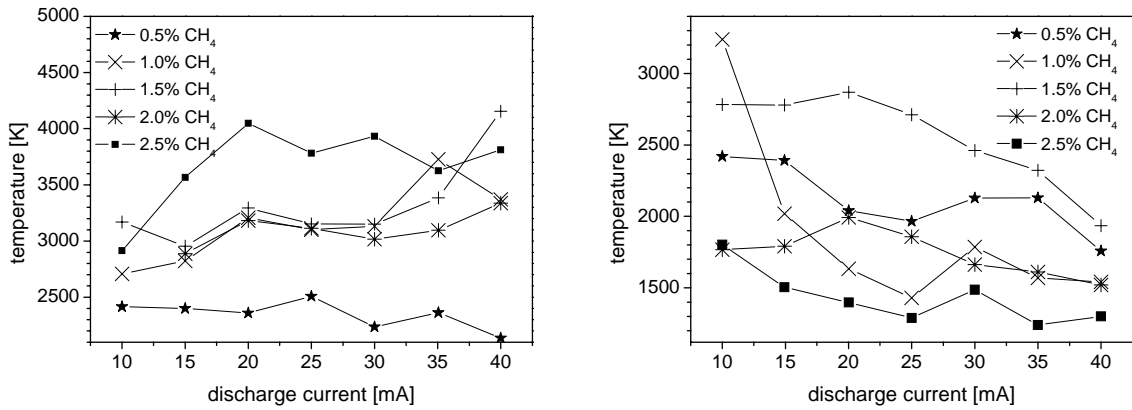 5000
4500
4000
3500
3000
2500
temperature [K]
10 15 20 25 30 35 40
discharge current [mA]
0.5% CH4
1.0% CH4
1.5% CH4
2.0% CH4
2.5% CH4
3000
2500
2000
1500
temperature [K]
10 15 20 25 30 35 40
discharge current [mA]
0.5% CH4
1.0% CH4
1.5% CH4
2.0% CH4
2.5% CH4